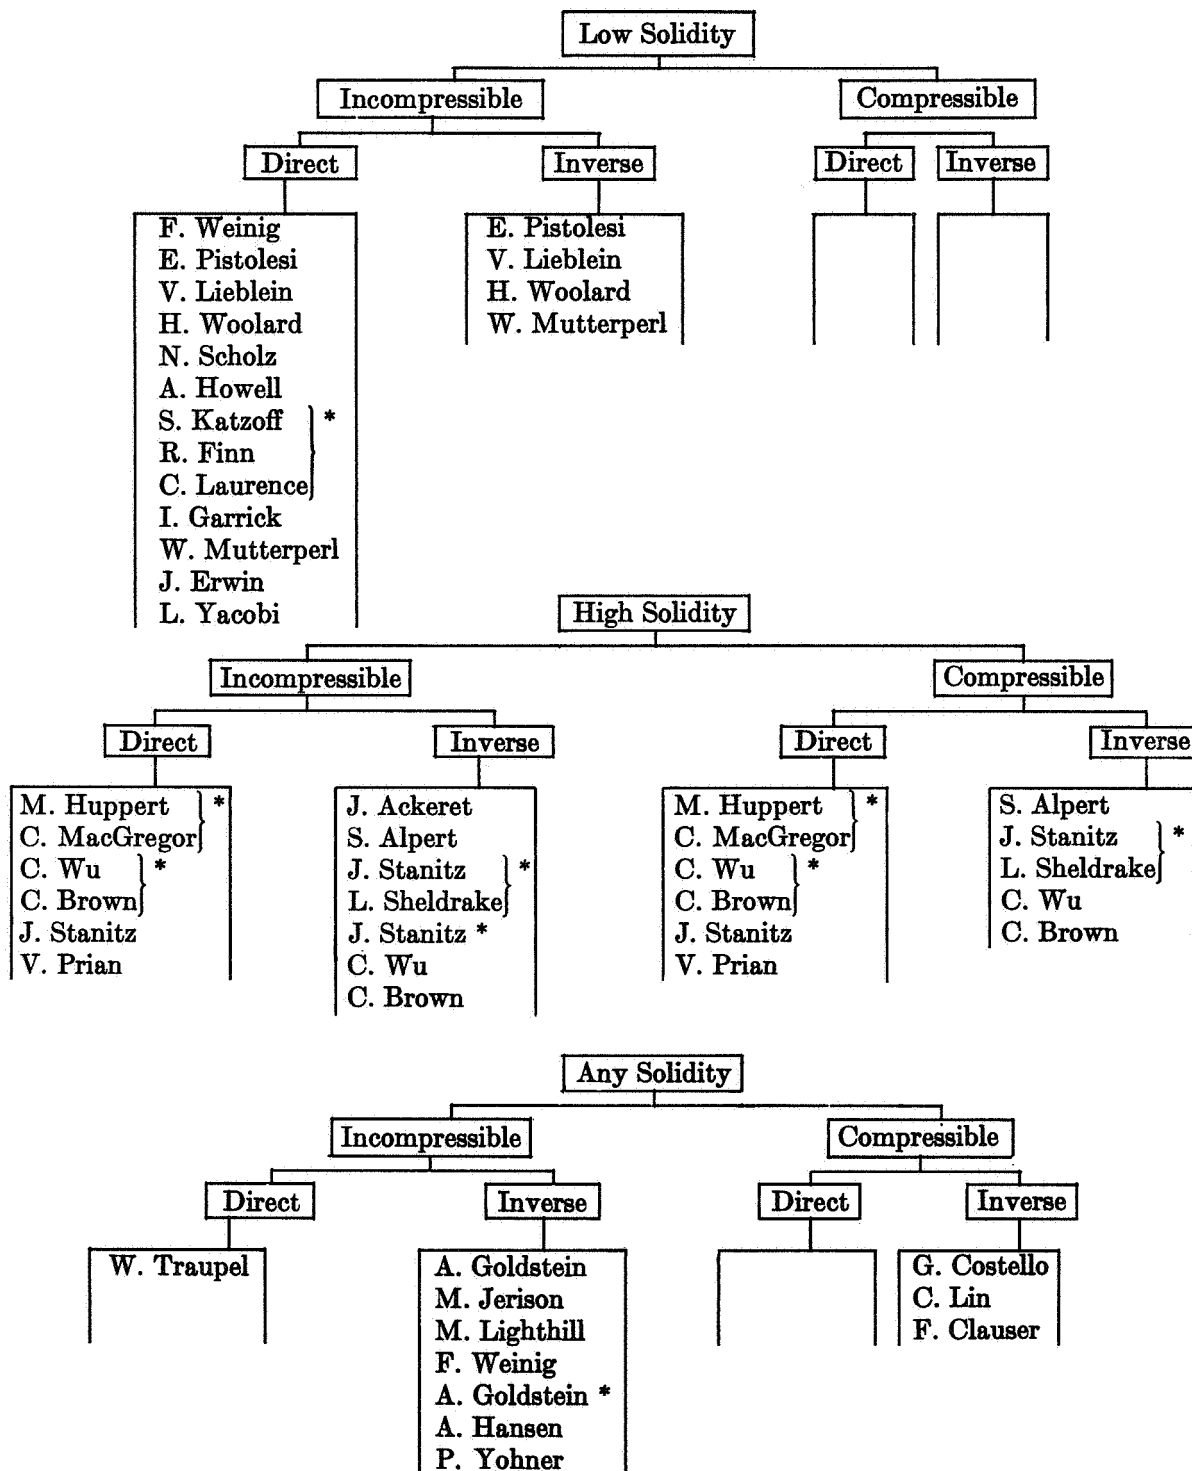 Low Solidity
Incompressible
Compressible
Direct
Inverse
Direct
Inverse
F. Weinig
E. Pistolesi
V. Lieblein
H. Woolard
N. Scholz
A. Howell
S. Katzoff *
R. Finn
C. Laurence
I. Garrick
W. Mutterperl
J. Erwin
L. Yacobi
E. Pistolesi
V. Lieblein
H. Woolard
W. Mutterperl
High Solidity
Incompressible
Compressible
Direct
Inverse
Direct
Inverse
M. Huppert *
C. MacGregor
C. Wu *
C. Brown
J. Stanitz
V. Prian
J. Ackeret
S. Alpert
J. Stanitz *
L. Sheldrake
J. Stanitz *
C. Wu
C. Brown
M. Huppert *
C. MacGregor
C. Wu *
C. Brown
J. Stanitz
V. Prian
S. Alpert
J. Stanitz *
L. Sheldrake
C. Wu
C. Brown
Any Solidity
Incompressible
Compressible
Direct
Inverse
Direct
Inverse
W. Traupel
A. Goldstein
M. Jerison
M. Lighthill
F. Weinig
A. Goldstein *
A. Hansen
P. Yohner
G. Costello
C. Lin
F. Clauser